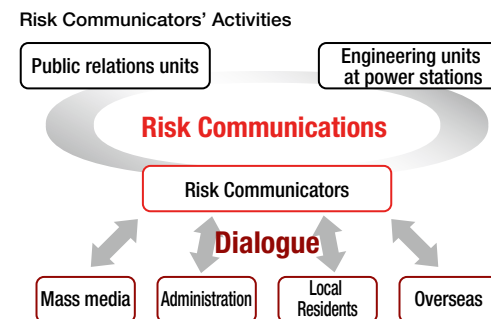 Risk Communicators’ Activities
Public relations units
Engineering units
at power stations
Risk Communications
Risk Communicators
Dialogue
Mass media
Administration
Local
Residents
Overseas